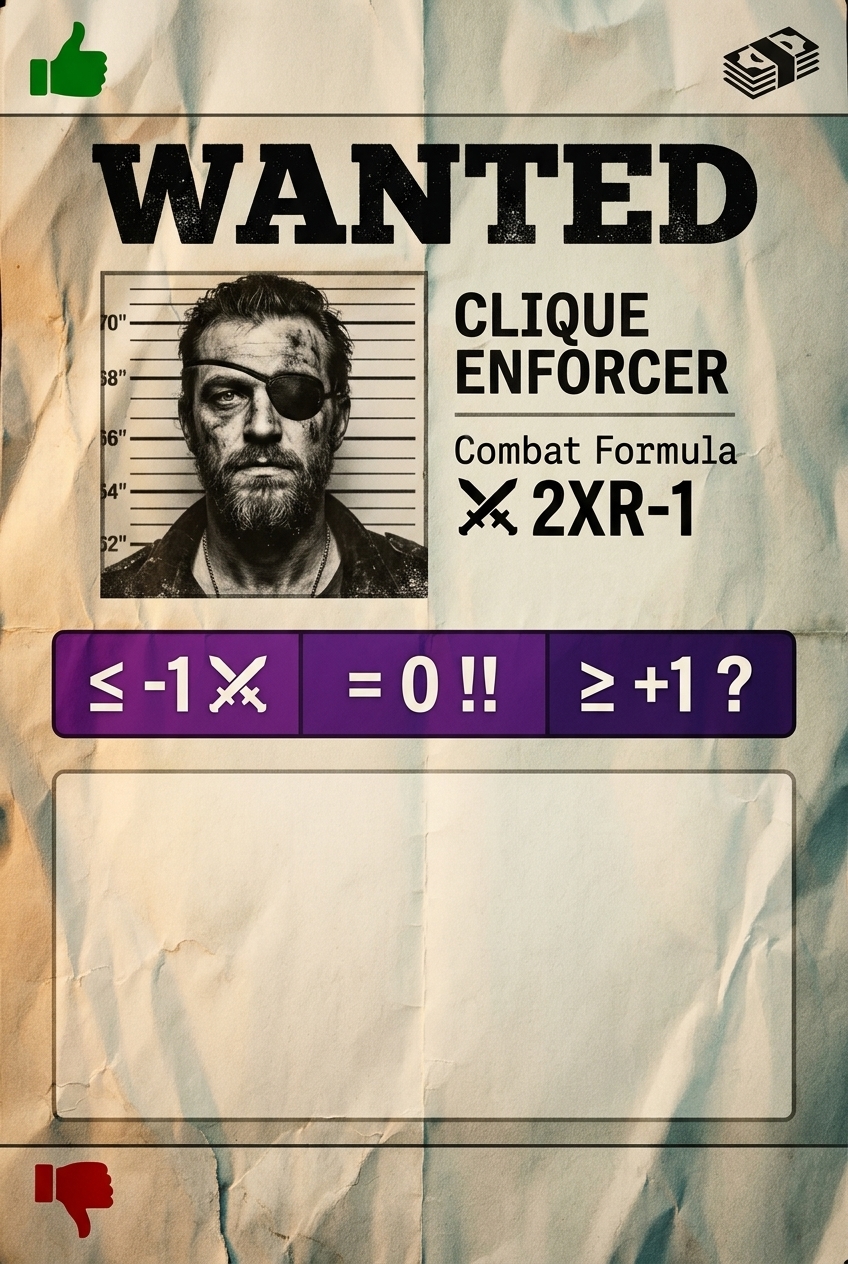 WANTED
70"
68"
66"
64"
62"
CLIQUE
ENFORCER
Combat Formula
2XR-1
≤ -1
= 0 !!
≥ +1 ?